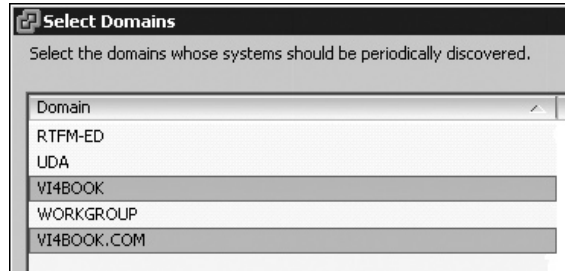 Select Domains
Select the domains whose systems should be periodically discovered.
Domain
RTFM-ED
UDA
VI4BOOK
WORKGROUP
VI4BOOK.COM